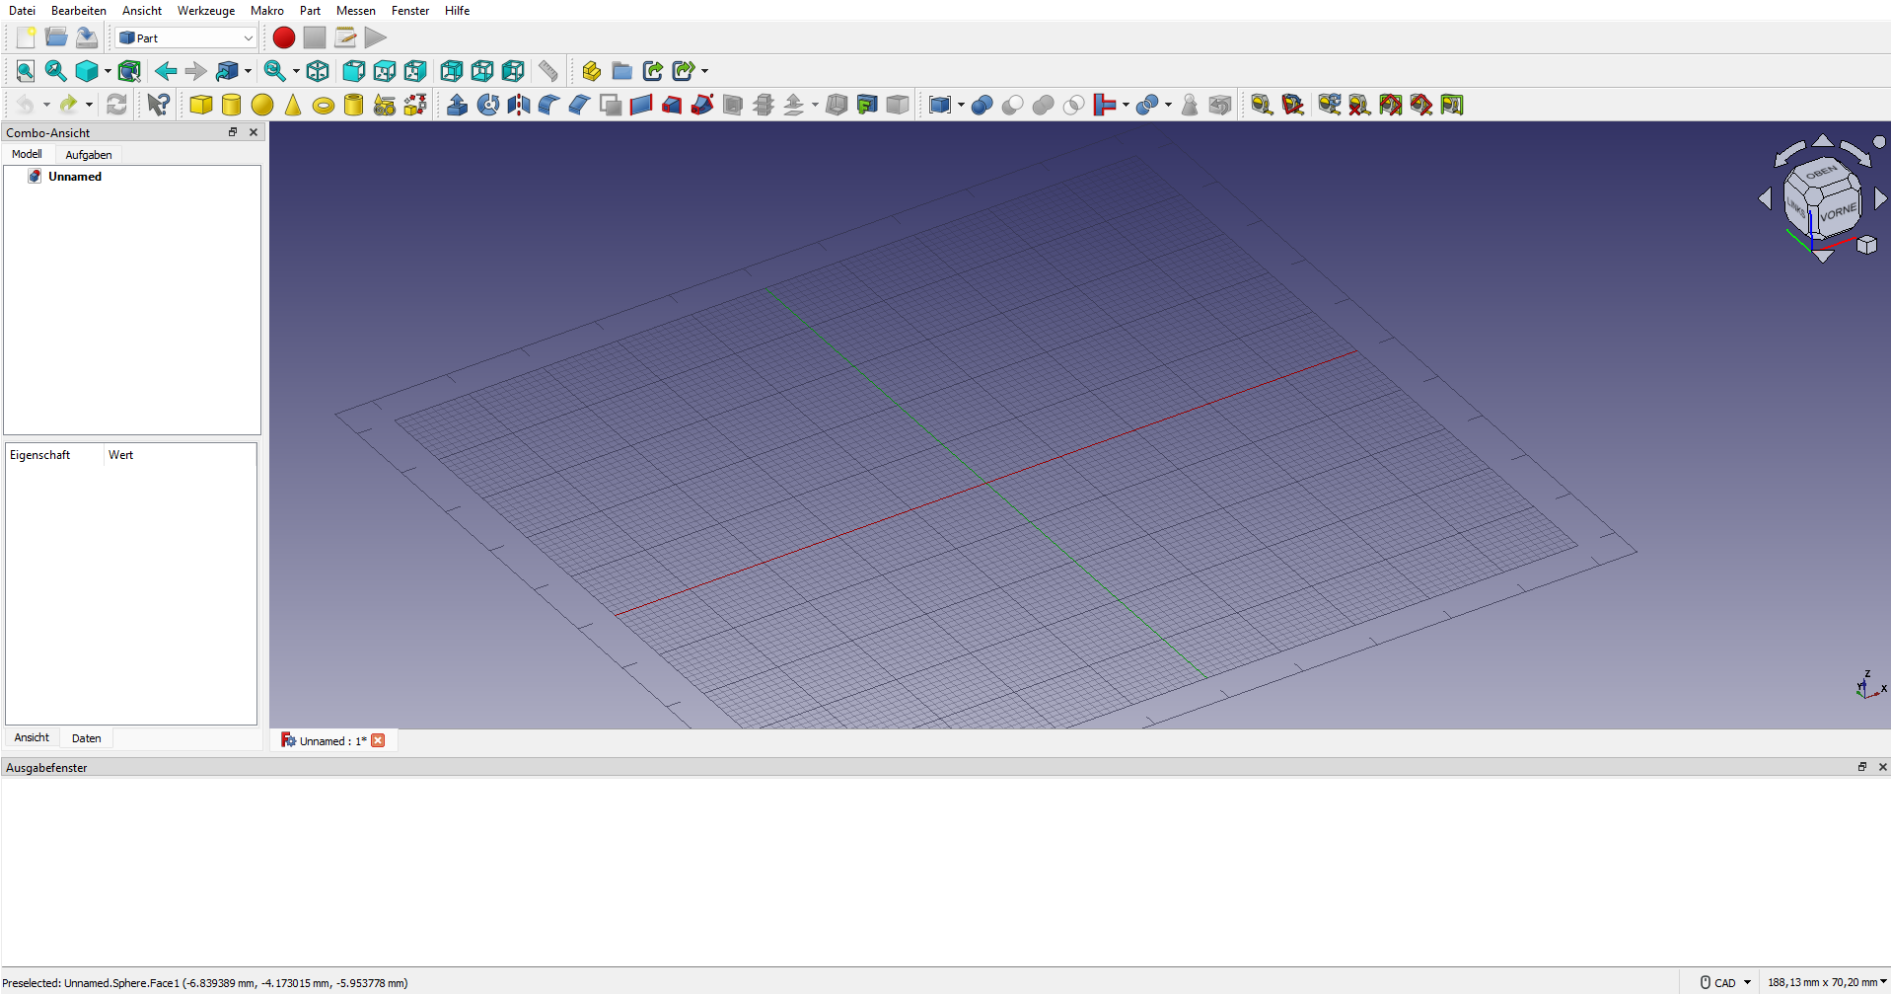 Datei Bearbeiten Ansicht Werkzeuge Makro Part Messen Fenster Hilfe
Part
Combo-Ansicht
Modell Aufgaben
Unnamed
OBEN
LINKS VORNE
Eigenschaft Wert
Z
Y X
Ansicht Daten
Unnamed : 1*
Ausgabefenster
Preselected: Unnamed.Sphere.Face1 (-6.839389 mm, -4.173015 mm, -5.953778 mm)
CAD 188,13 mm x 70,20 mm